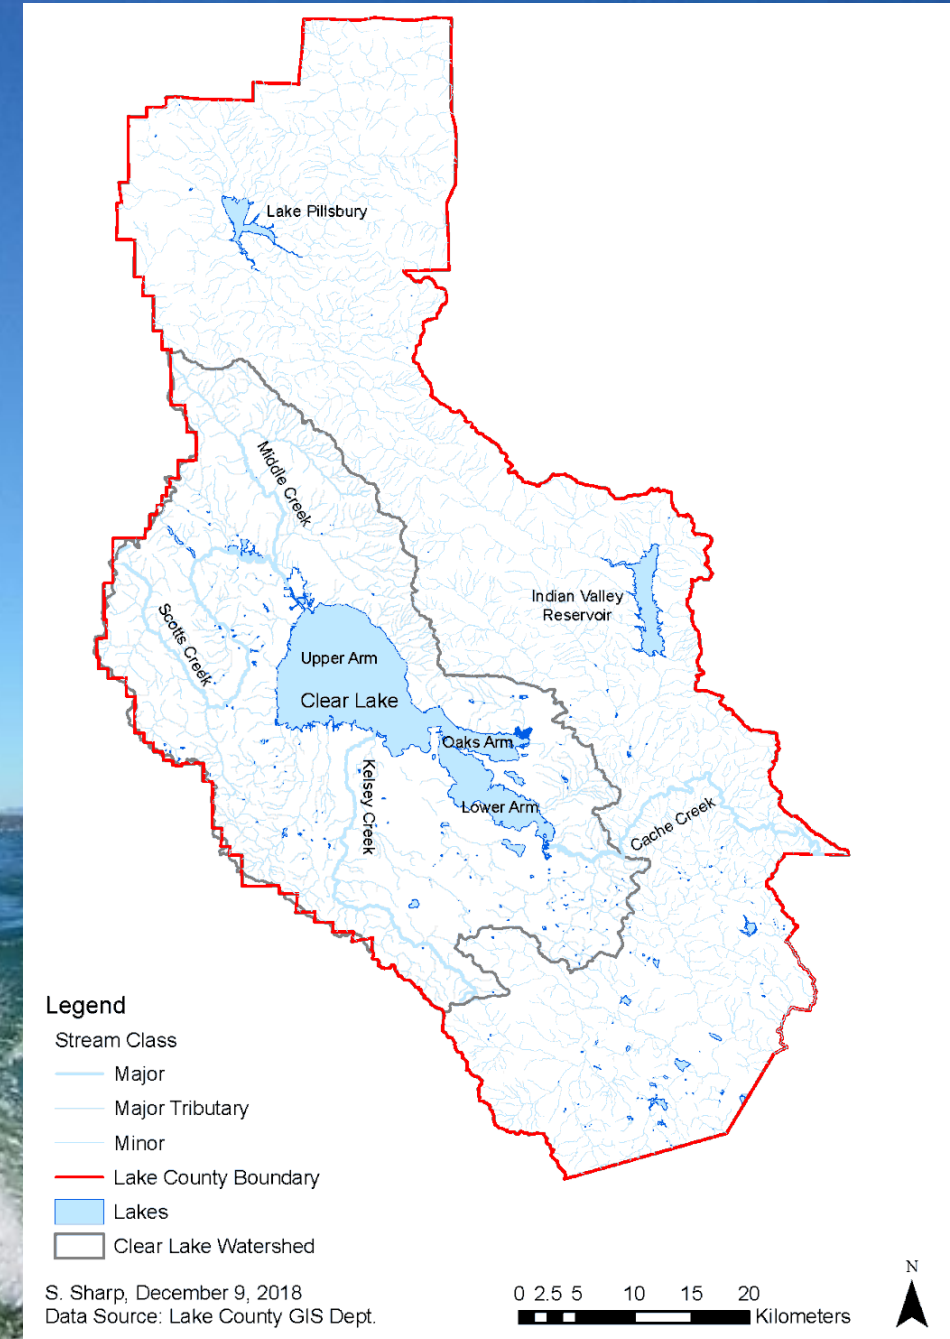 Lake Pillsbury
Middle Creek
Indian Valley
Reservoir
Scotts Creek
Upper Arm
Clear Lake
Oaks Arm
Kelsey Creek
Lower Arm
Cache Creek
Legend
Stream Class
Major
Major Tributary
Minor
Lake County Boundary
Lakes
Clear Lake Watershed
S. Sharp, December 9, 2018
Data Source: Lake County GIS Dept.
0 2.5 5 10 15 20
Kilometers
N